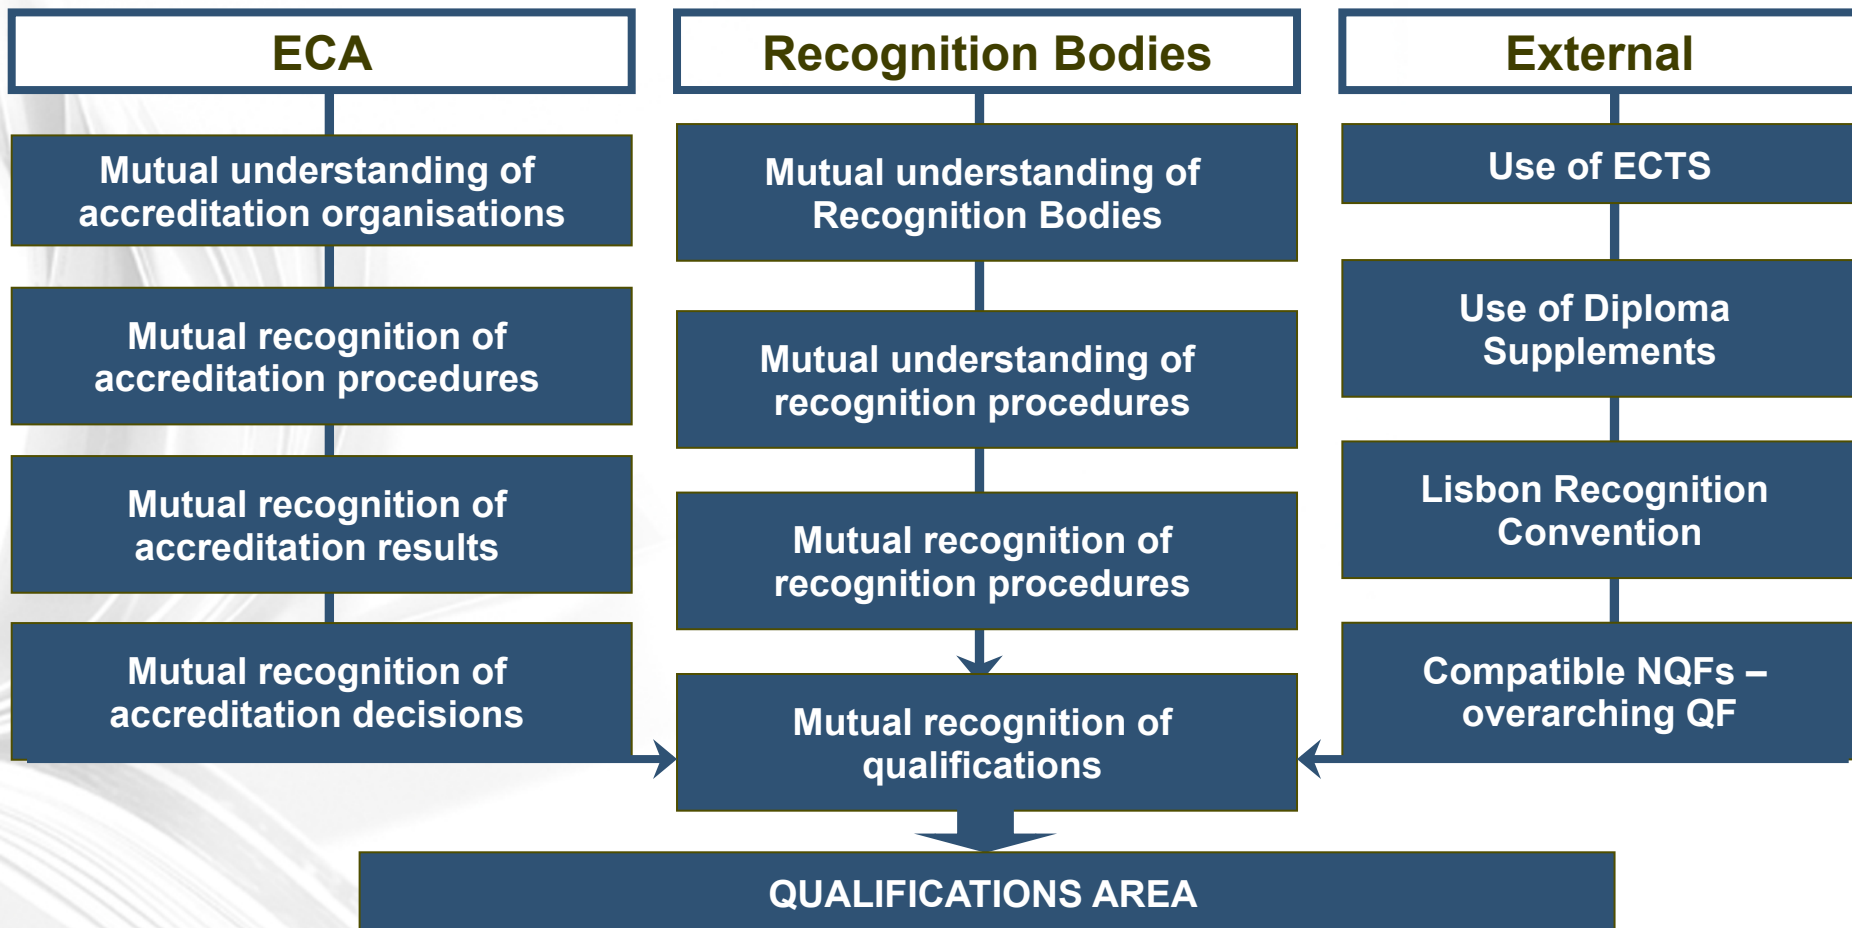 ECA
Mutual understanding of
accreditation organisations
Mutual recognition of
accreditation procedures
Mutual recognition of
accreditation results
Mutual recognition of
accreditation decisions
Recognition Bodies
Mutual understanding of
Recognition Bodies
Mutual understanding of
recognition procedures
Mutual recognition of
recognition procedures
Mutual recognition of
qualifications
External
Use of ECTS
Use of Diploma
Supplements
Lisbon Recognition
Convention
Compatible NQFs –
overarching QF
QUALIFICATIONS AREA